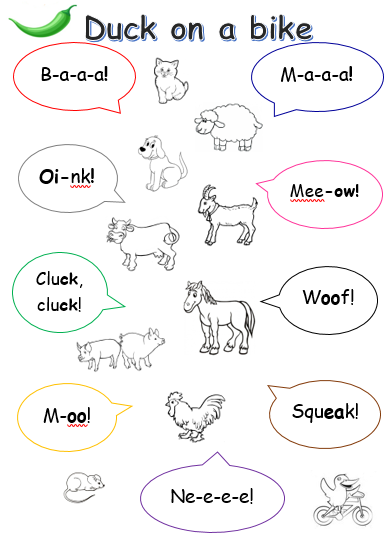 Duck on a bike
B-a-a-a!
M-a-a-a!
Oi-nk!
Mee-ow!
Cluck,
cluck!
Woof!
M-oo!
Squeak!
Ne-e-e-e!